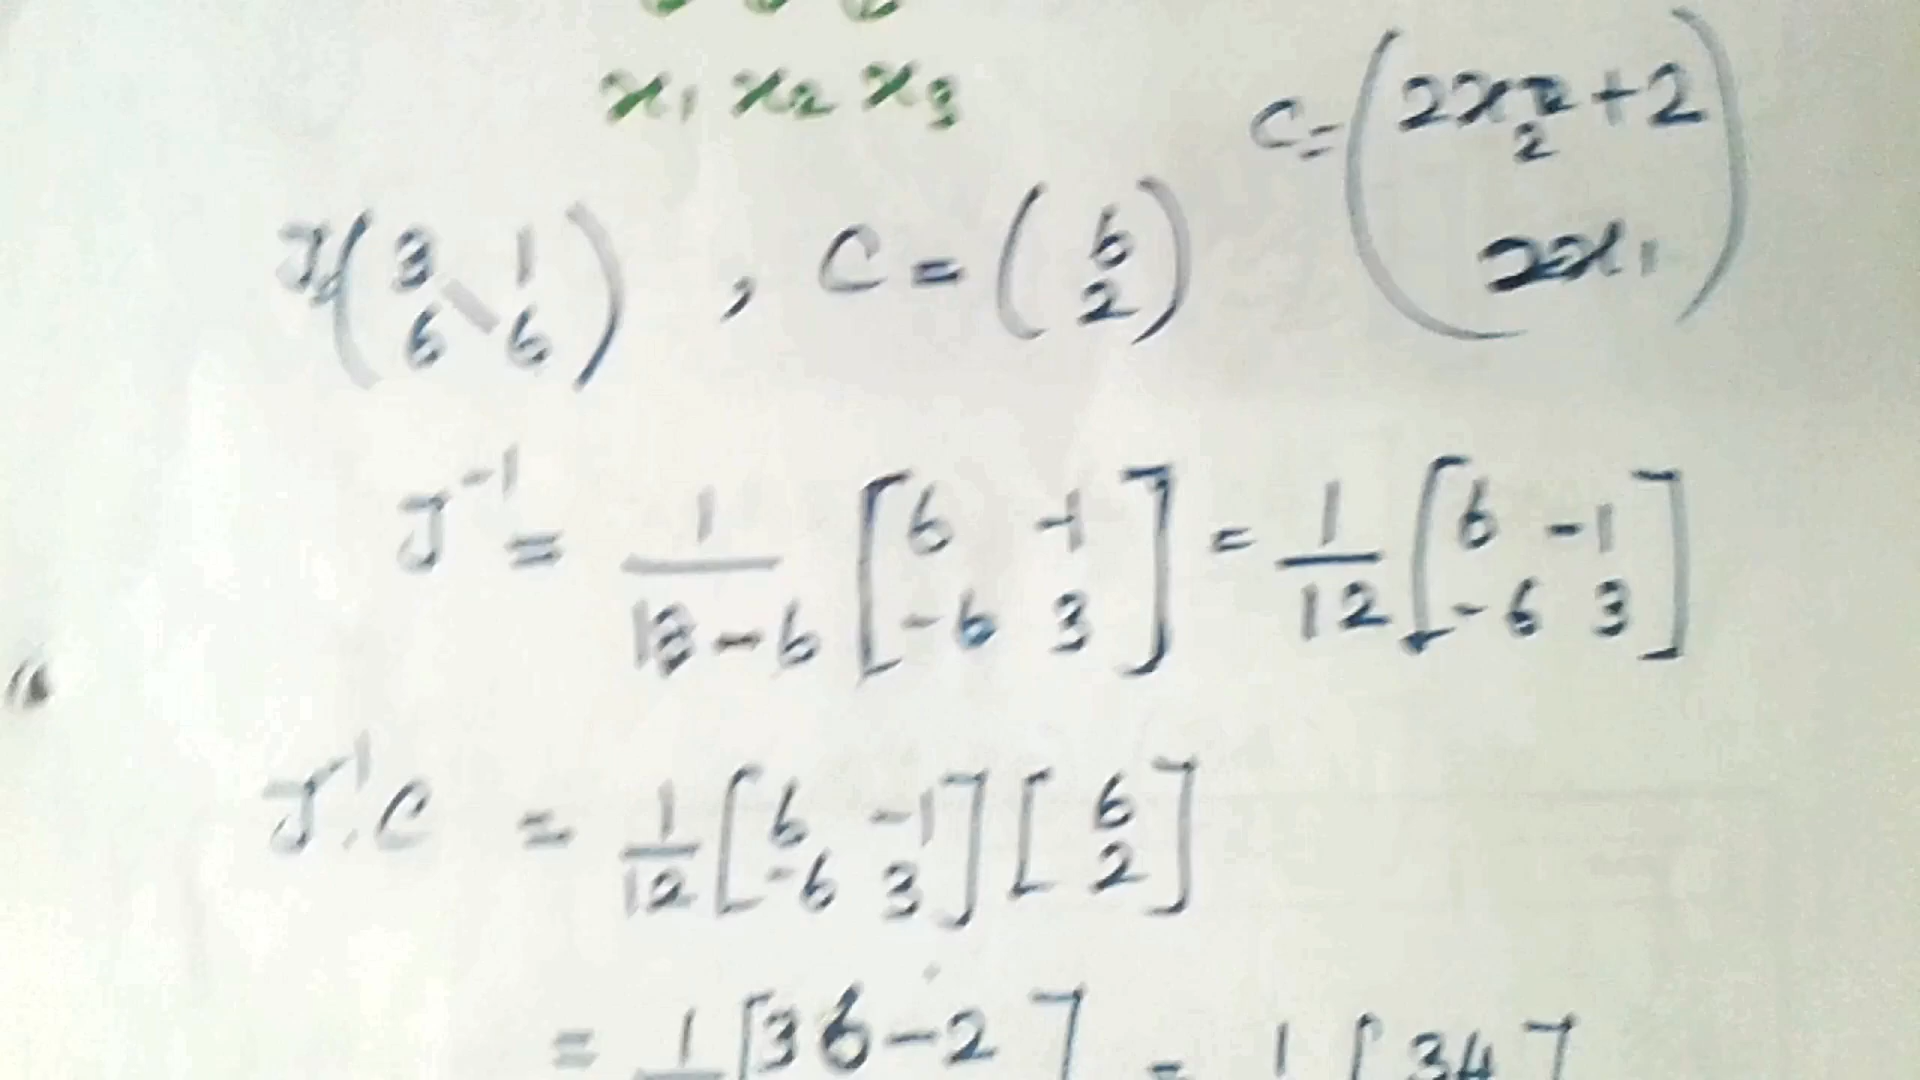 x₁ x₂ x₃
C = (2x₂² + 2
2x₁)
J = (3 1
6 6) , C = (6
2)
J⁻¹ = 1/(18 - 6) [6 -1
-6 3] = 1/12 [6 -1
-6 3]
J⁻¹.C = 1/12 [6 -1
-6 3] [6
2]
= 1 [36 - 2] = 1 [34]